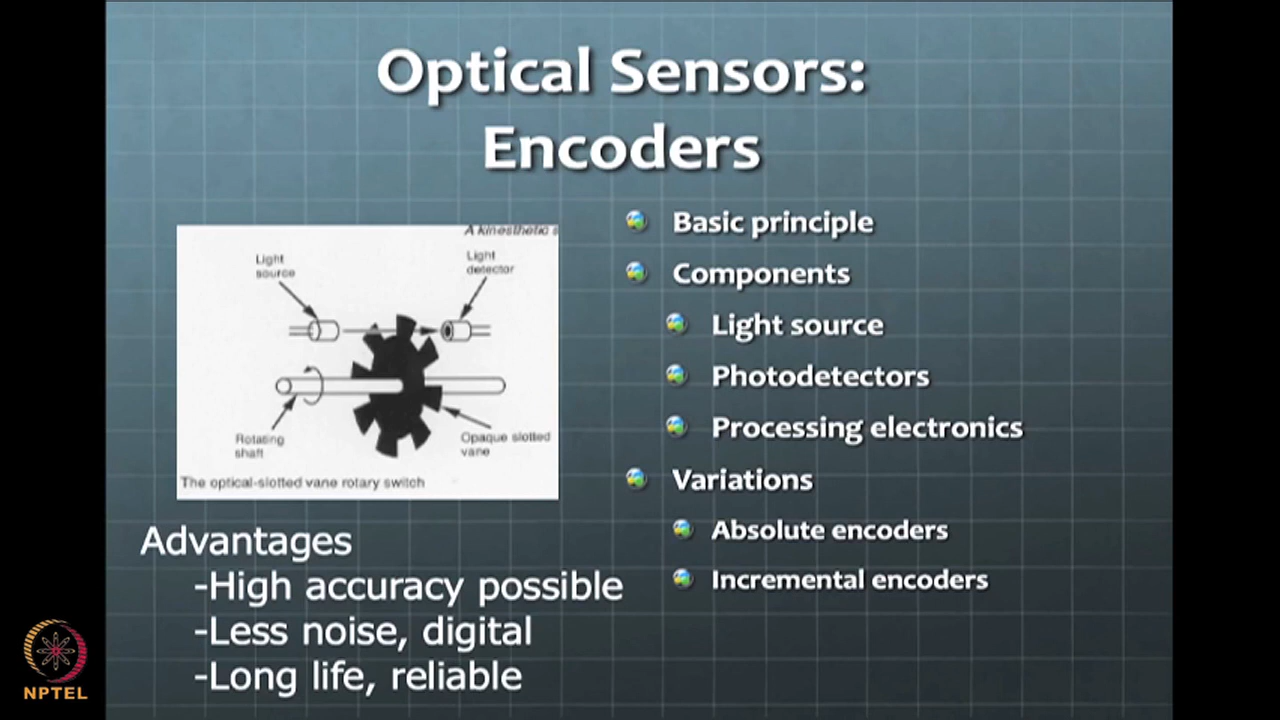 Optical Sensors:
Encoders
A kinesthetic s
Light
source
Light
detector
Rotating
shaft
Opaque slotted
vane
The optical-slotted vane rotary switch
Advantages
-High accuracy possible
-Less noise, digital
-Long life, reliable
Basic principle
Components
Light source
Photodetectors
Processing electronics
Variations
Absolute encoders
Incremental encoders
NPTEL